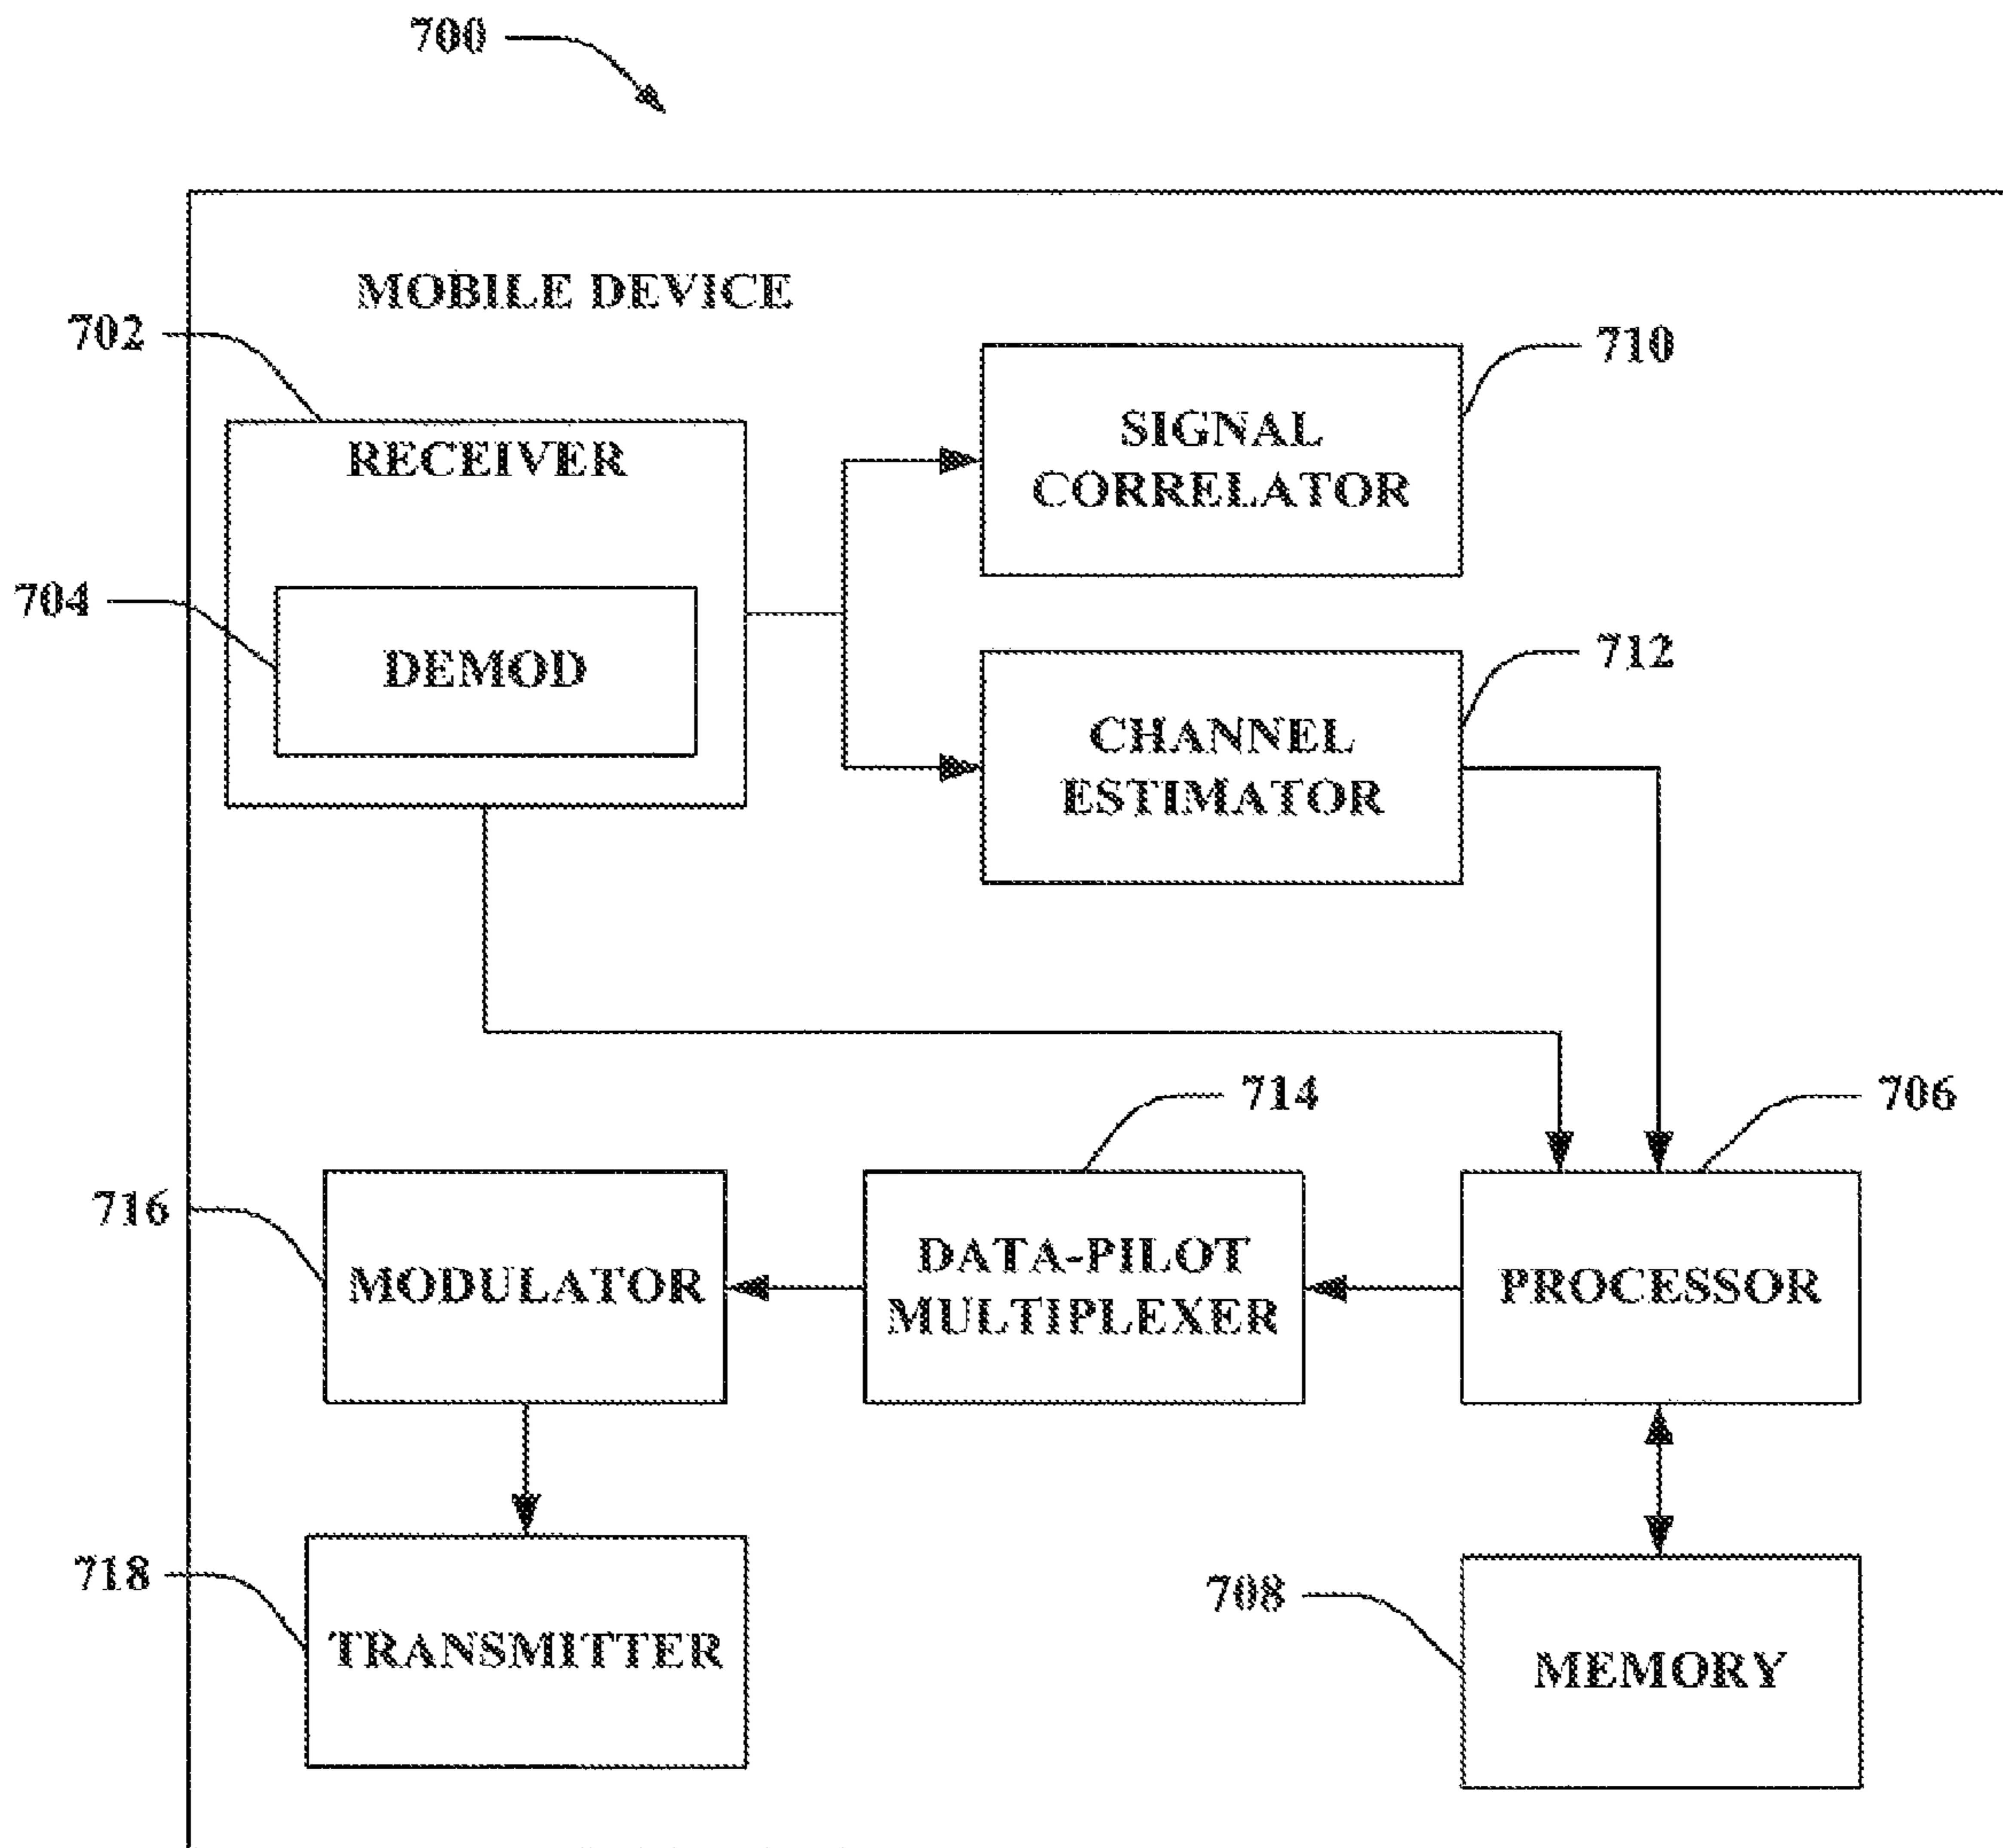 700
MOBILE DEVICE
702
710
SIGNAL
CORRELATOR
RECEIVER
704
DEMOD
712
CHANNEL
ESTIMATOR
714
706
716
MODULATOR
DATA-PILOT
MULTIPLEXER
PROCESSOR
718
TRANSMITTER
708
MEMORY